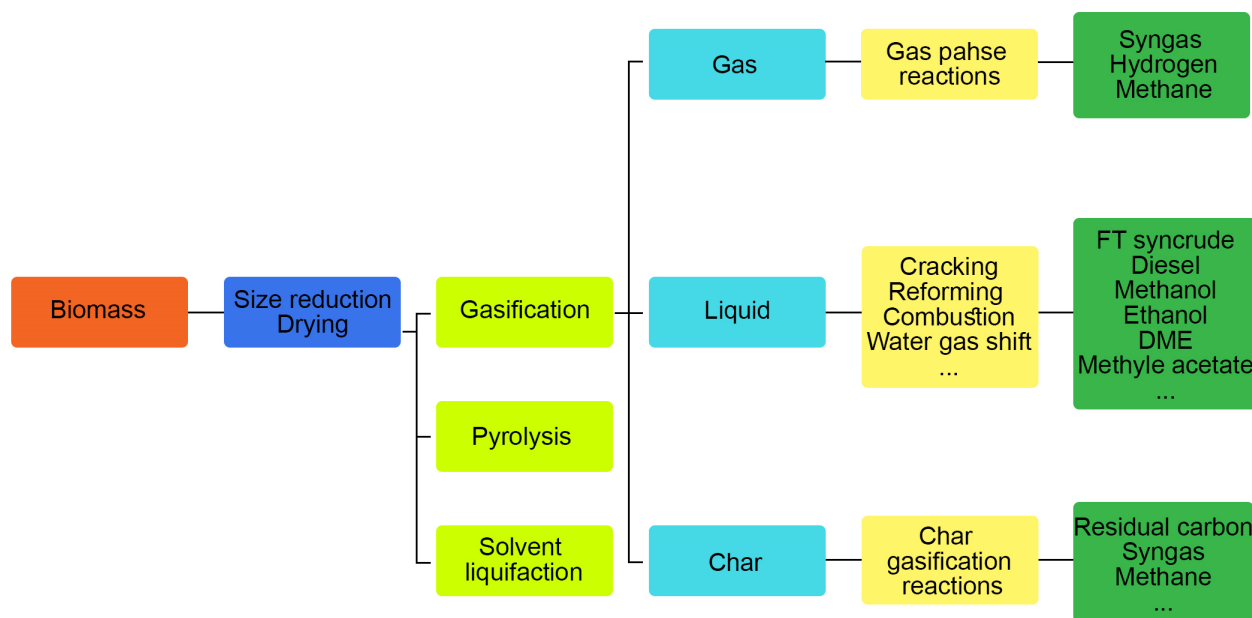 Biomass
Size reduction
Drying
Gasification
Pyrolysis
Solvent
liquifaction
Gas
Liquid
Char
Gas pahse
reactions
Cracking
Reforming
Combustion
Water gas shift
...
Char
gasification
reactions
Syngas
Hydrogen
Methane
FT syncrude
Diesel
Methanol
Ethanol
DME
Methyle acetate
...
Residual carbon
Syngas
Methane
...